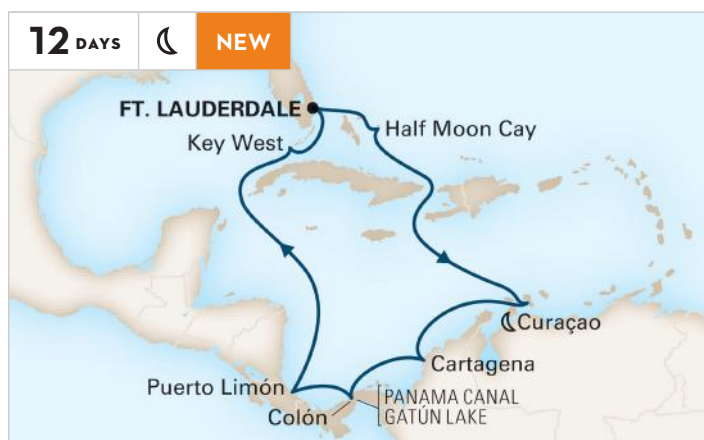 12 DAYS NEW
FT. LAUDERDALE
Half Moon Cay
Key West
Curaçao
Cartagena
Puerto Limón
PANAMA CANAL
Colón GATÚN LAKE